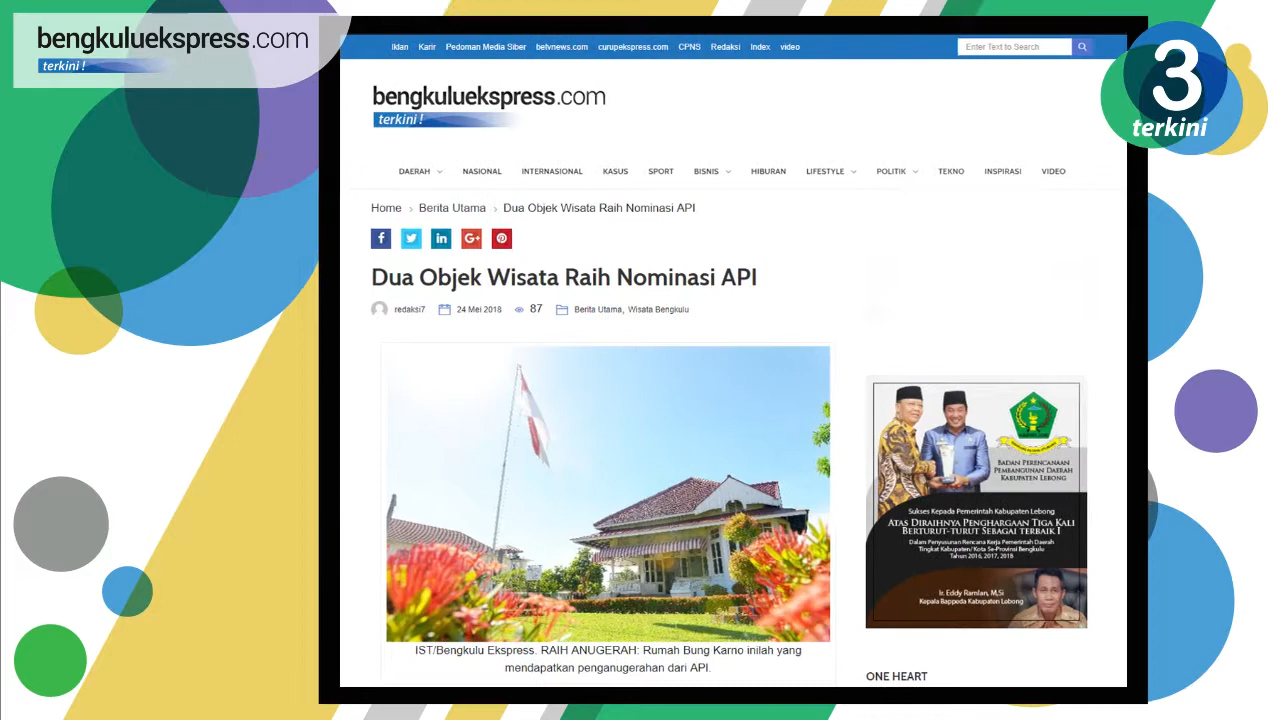 bengkuluekspress.com
terkini !
3
terkini
Iklan Karir Pedoman Media Siber betvnews.com curupekspress.com CPNS Redaksi Index video
Enter Text to Search
bengkuluekspress.com
terkini !
DAERAH NASIONAL INTERNASIONAL KASUS SPORT BISNIS HIBURAN LIFESTYLE POLITIK TEKNO INSPIRASI VIDEO
Home > Berita Utama > Dua Objek Wisata Raih Nominasi API
Dua Objek Wisata Raih Nominasi API
redaksi7 24 Mei 2018 87 Berita Utama, Wisata Bengkulu
IST/Bengkulu Ekspress. RAIH ANUGERAH: Rumah Bung Karno inilah yang
mendapatkan penganugerahan dari API.
BADAN PERENCANAAN
PEMBANGUNAN DAERAH
KABUPATEN LEBONG
Sukses Kepada Pemerintah Kabupaten Lebong
ATAS DIRAIHNYA PENGHARGAAN TIGA KALI
BERTURUT-TURUT SEBAGAI TERBAIK I
Dalam Penyusunan Rencana Kerja Pemerintah Daerah
Tingkat Kabupaten/ Kota Se-Provinsi Bengkulu
Tahun 2016, 2017, 2018
Ir. Eddy Ramlan, M,Si
Kepala Bappeda Kabupaten Lebong
ONE HEART